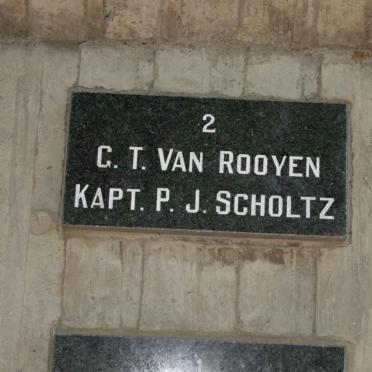 2
G. T. VAN ROOYEN
KAPT. P. J. SCHOLTZ